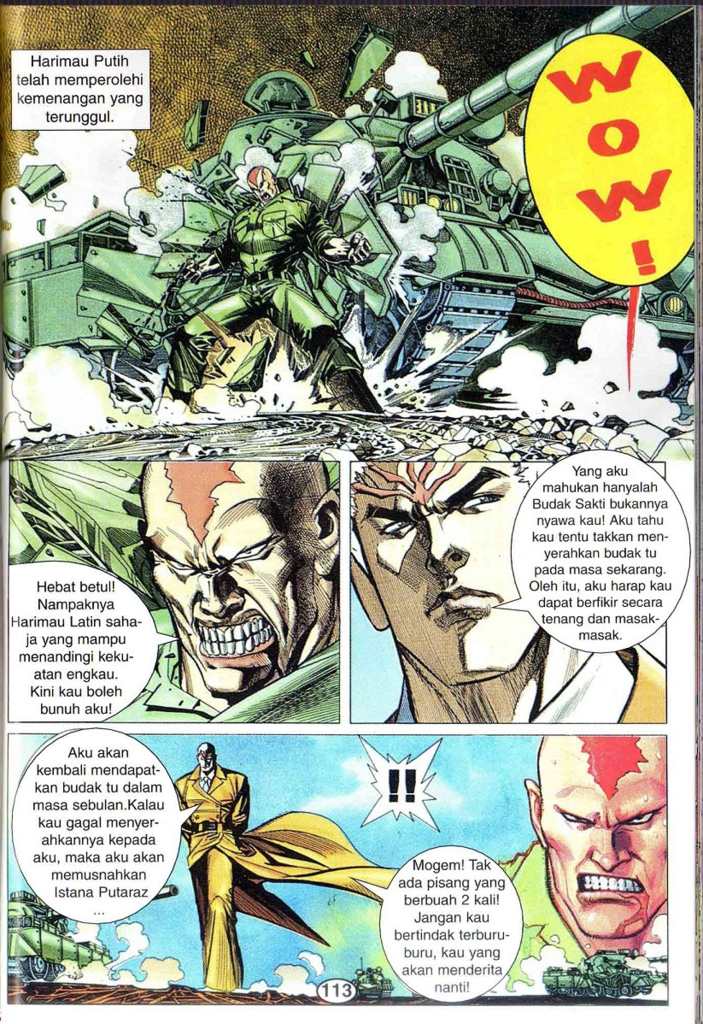 Harimau Putih
telah memperolehi
kemenangan yang
terunggul.
WOW!
Hebat betul!
Nampaknya
Harimau Latin saha-
ja yang mampu
menandingi keku-
atan engkau.
Kini kau boleh
bunuh aku!
Yang aku
mahukan hanyalah
Budak Sakti bukannya
nyawa kau! Aku tahu
kau tentu takkan men-
yerahkan budak tu
pada masa sekarang.
Oleh itu, aku harap kau
dapat berfikir secara
tenang dan masak-
masak.
Aku akan
kembali mendapat-
kan budak tu dalam
masa sebulan.Kalau
kau gagal menyer-
ahkannya kepada
aku, maka aku akan
memusnahkan
Istana Putaraz
...
!!
Mogem! Tak
ada pisang yang
berbuah 2 kali!
Jangan kau
bertindak terburu-
buru, kau yang
akan menderita
nanti!
113